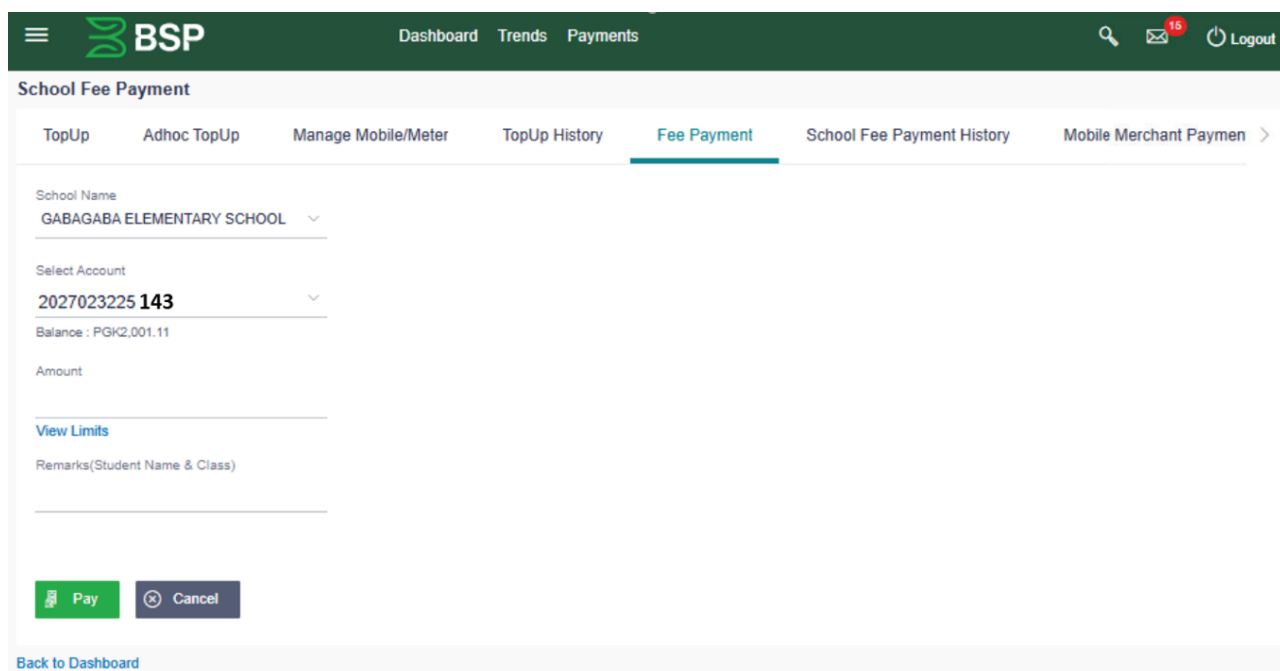 BSP Dashboard Trends Payments 15 Logout
School Fee Payment
TopUp Adhoc TopUp Manage Mobile/Meter TopUp History Fee Payment School Fee Payment History Mobile Merchant Paymen
School Name
GABAGABA ELEMENTARY SCHOOL
Select Account
2027023225 143
Balance : PGK2,001.11
Amount
View Limits
Remarks(Student Name & Class)
Pay Cancel
Back to Dashboard